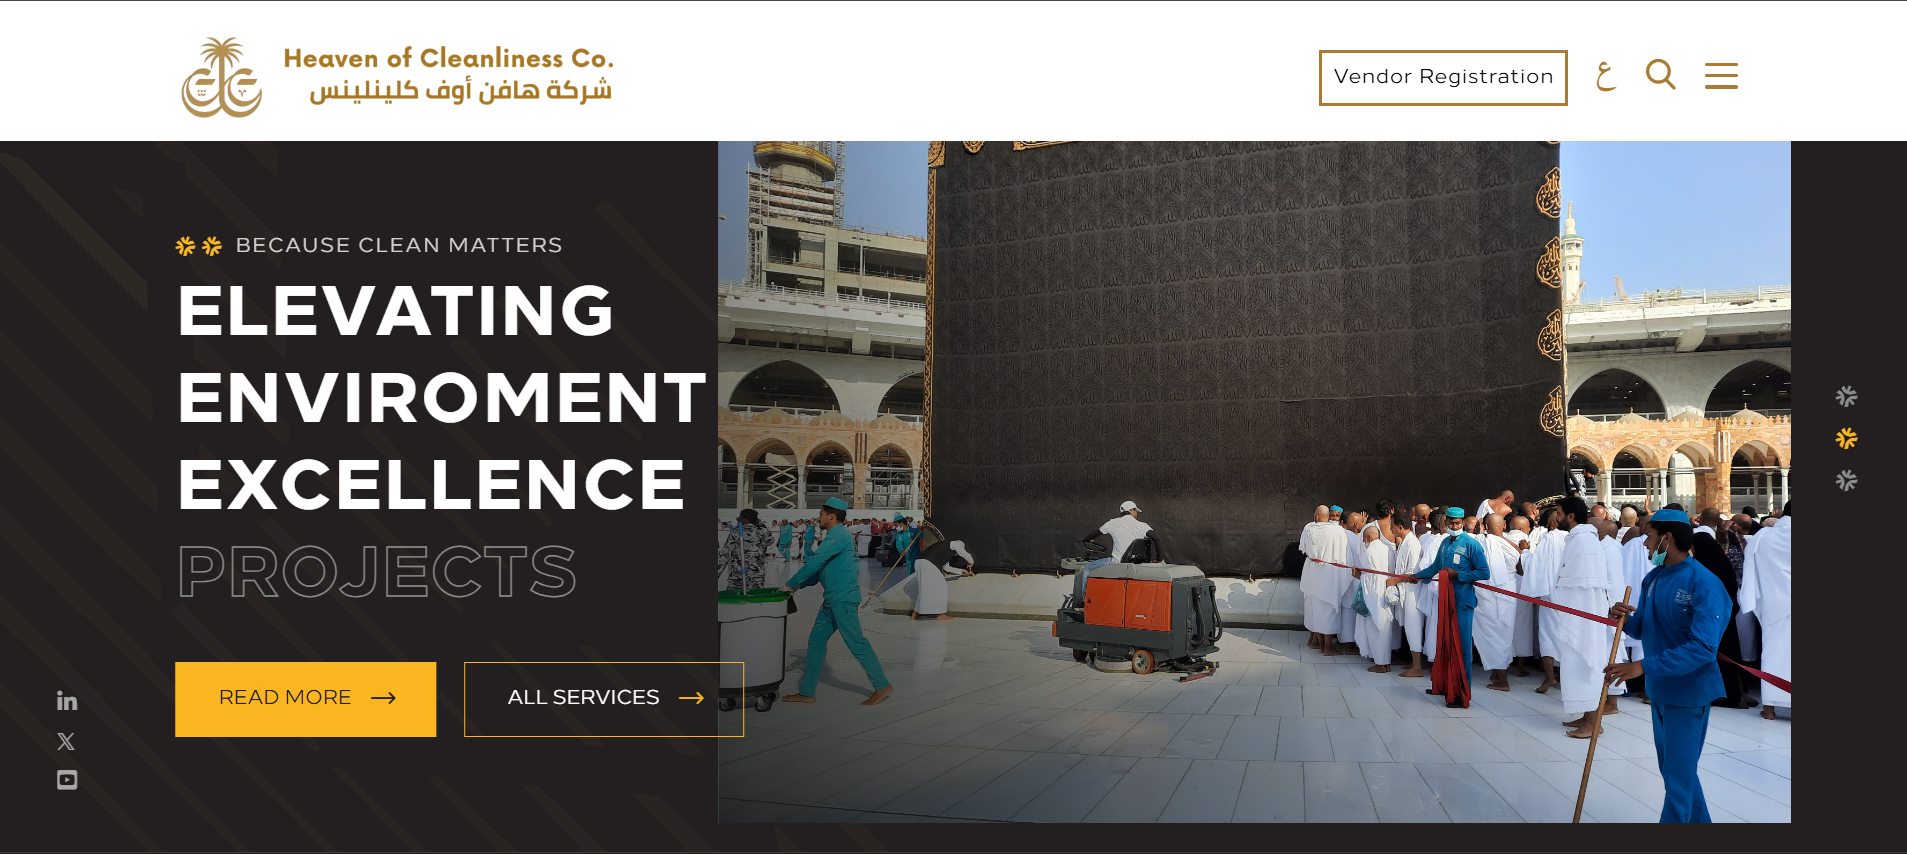 Heaven of Cleanliness Co.
شركة هافن أوف كلينلينس
Vendor Registration
ع
BECAUSE CLEAN MATTERS
ELEVATING
ENVIROMENT
EXCELLENCE
PROJECTS
READ MORE
ALL SERVICES